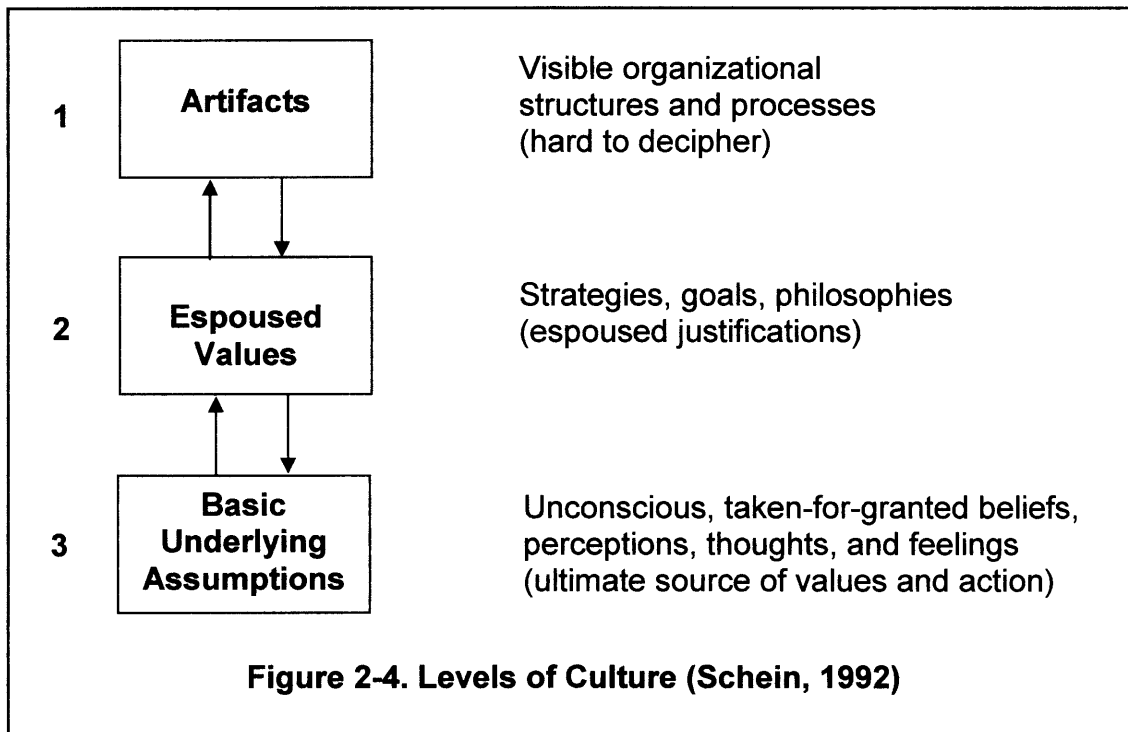 1
Artifacts
Visible organizational
structures and processes
(hard to decipher)
2
Espoused
Values
Strategies, goals, philosophies
(espoused justifications)
3
Basic
Underlying
Assumptions
Unconscious, taken-for-granted beliefs,
perceptions, thoughts, and feelings
(ultimate source of values and action)
Figure 2-4. Levels of Culture (Schein, 1992)